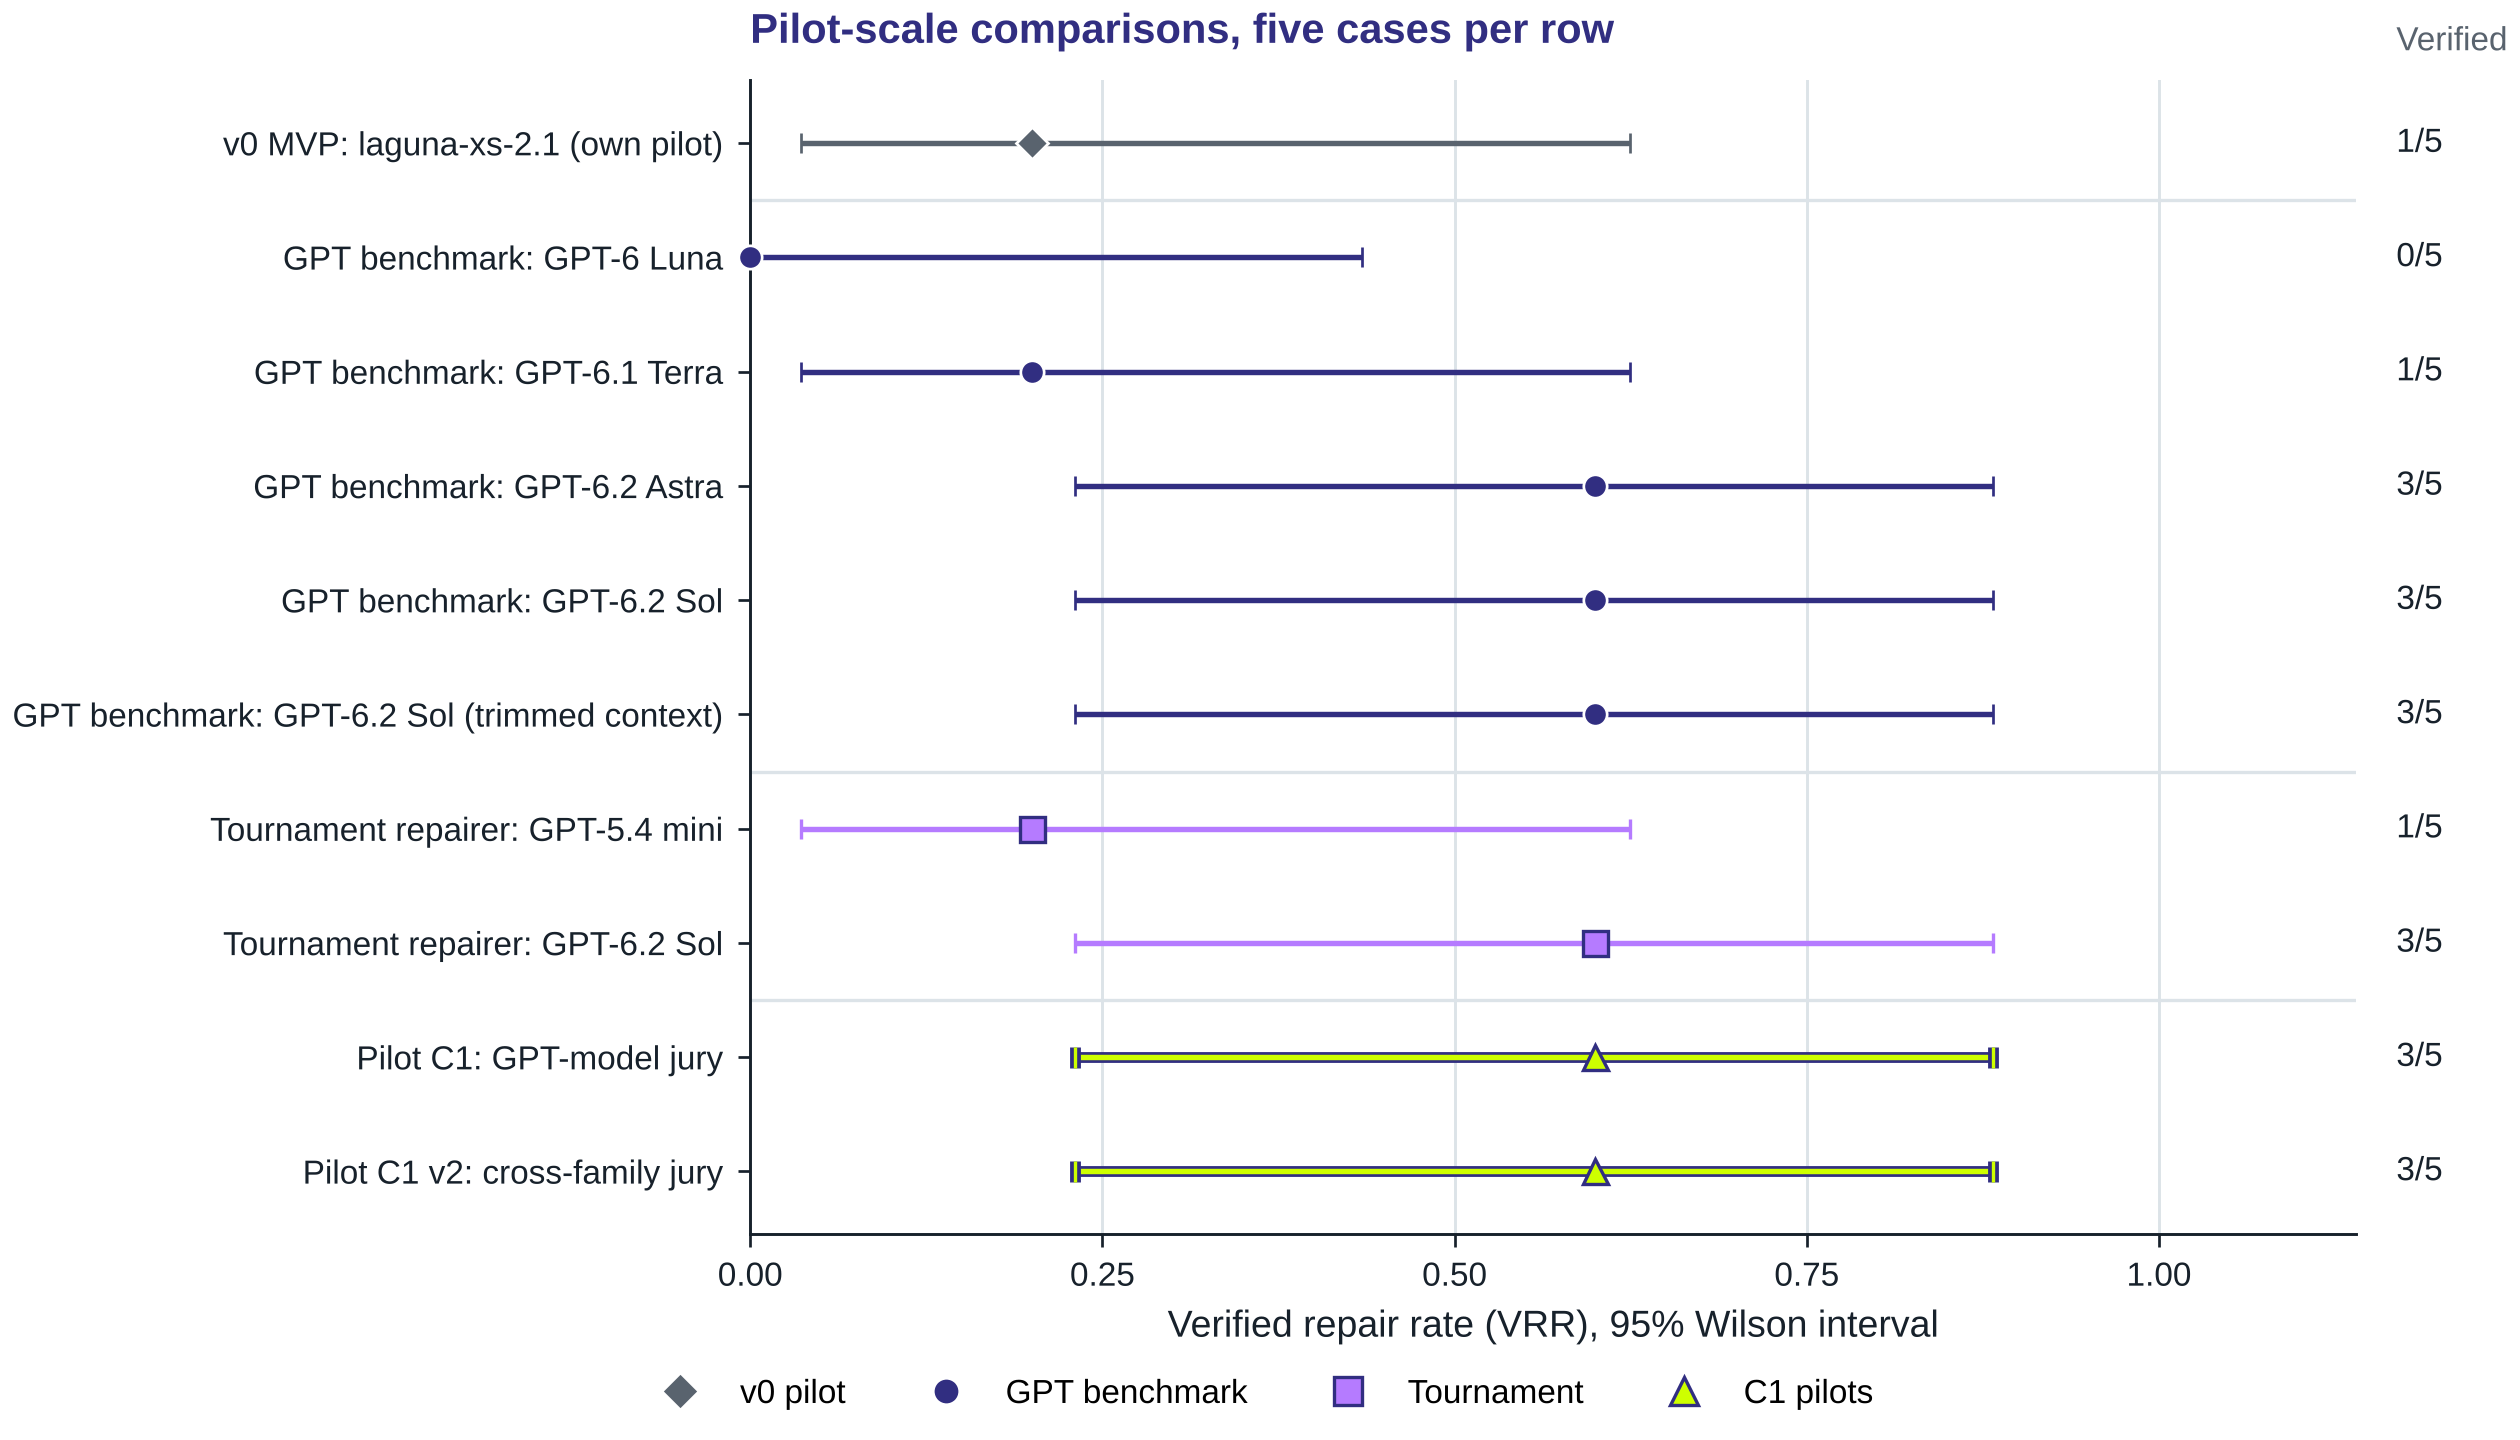 Pilot-scale comparisons, five cases per row
Verified
v0 MVP: laguna-xs-2.1 (own pilot) 1/5
GPT benchmark: GPT-6 Luna 0/5
GPT benchmark: GPT-6.1 Terra 1/5
GPT benchmark: GPT-6.2 Astra 3/5
GPT benchmark: GPT-6.2 Sol 3/5
GPT benchmark: GPT-6.2 Sol (trimmed context) 3/5
Tournament repairer: GPT-5.4 mini 1/5
Tournament repairer: GPT-6.2 Sol 3/5
Pilot C1: GPT-model jury 3/5
Pilot C1 v2: cross-family jury 3/5
0.00 0.25 0.50 0.75 1.00
Verified repair rate (VRR), 95% Wilson interval
v0 pilot GPT benchmark Tournament C1 pilots